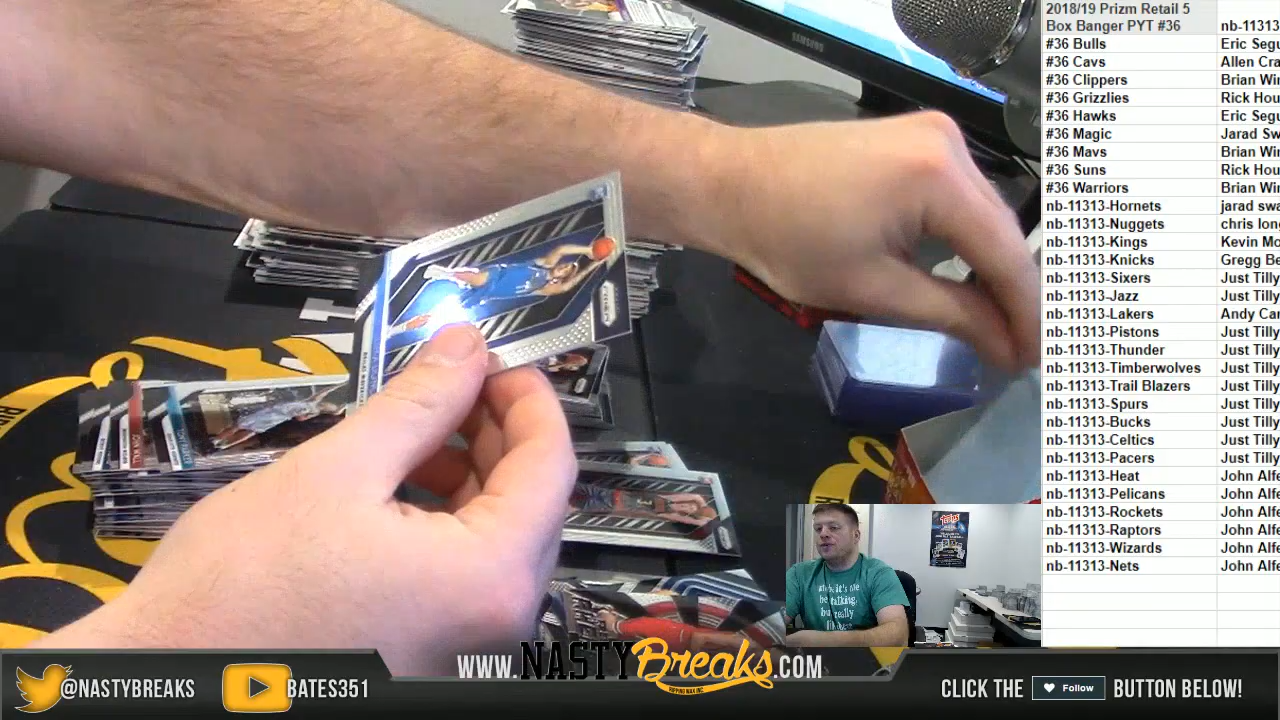 2018/19 Prizm Retail 5
Box Banger PYT #36 nb-11313
#36 Bulls Eric Segu
#36 Cavs Allen Cra
#36 Clippers Brian Win
#36 Grizzlies Rick Hou
#36 Hawks Eric Segu
#36 Magic Jarad Sw
#36 Mavs Brian Win
#36 Suns Rick Hou
#36 Warriors Brian Win
nb-11313-Hornets jarad swa
nb-11313-Nuggets chris long
nb-11313-Kings Kevin Mo
nb-11313-Knicks Gregg Be
nb-11313-Sixers Just Tilly
nb-11313-Jazz Just Tilly
nb-11313-Lakers Andy Car
nb-11313-Pistons Just Tilly
nb-11313-Thunder Just Tilly
nb-11313-Timberwolves Just Tilly
nb-11313-Trail Blazers Just Tilly
nb-11313-Spurs Just Tilly
nb-11313-Bucks Just Tilly
nb-11313-Celtics Just Tilly
nb-11313-Pacers Just Tilly
nb-11313-Heat John Alfe
nb-11313-Pelicans John Alfe
nb-11313-Rockets John Alfe
nb-11313-Raptors John Alfe
nb-11313-Wizards John Alfe
nb-11313-Nets John Alfe
SAMSUNG
@NASTYBREAKS
BATES351
WWW.NASTYBreaks.COM
RIPPING WAX INC
CLICK THE Follow BUTTON BELOW!